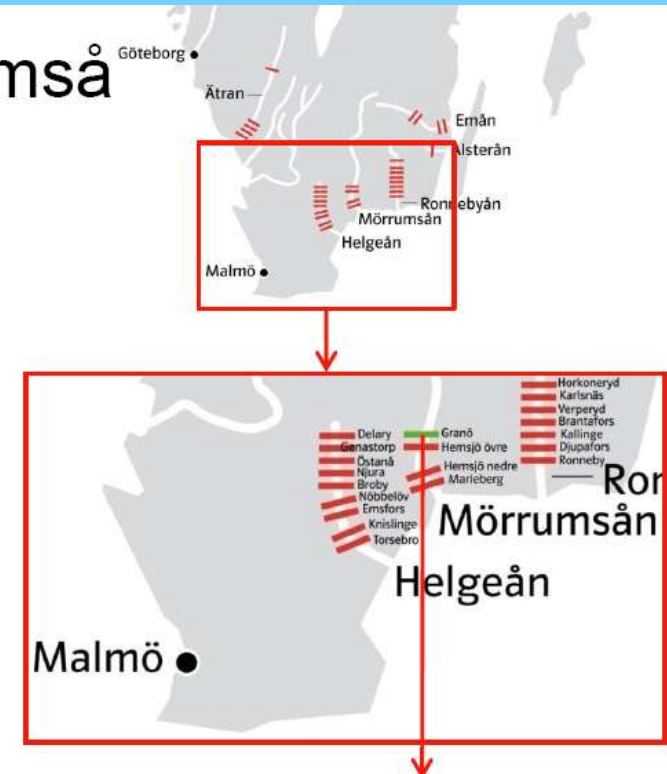 mså
Göteborg
Ätran
Emån
Alsterån
Ronnebyån
Mörrumsån
Helgeån
Malmö
Horkoneryd
Karlsnäs
Verperyd
Brantafors
Kallinge
Djupafors
Ronneby
Delary
Genastorp
Östanå
Njura
Broby
Nöbbelöv
Emsfors
Knislinge
Torsebro
Granö
Hemsjö övre
Hemsjö nedre
Marieberg
Ror
Mörrumsån
Helgeån
Malmö